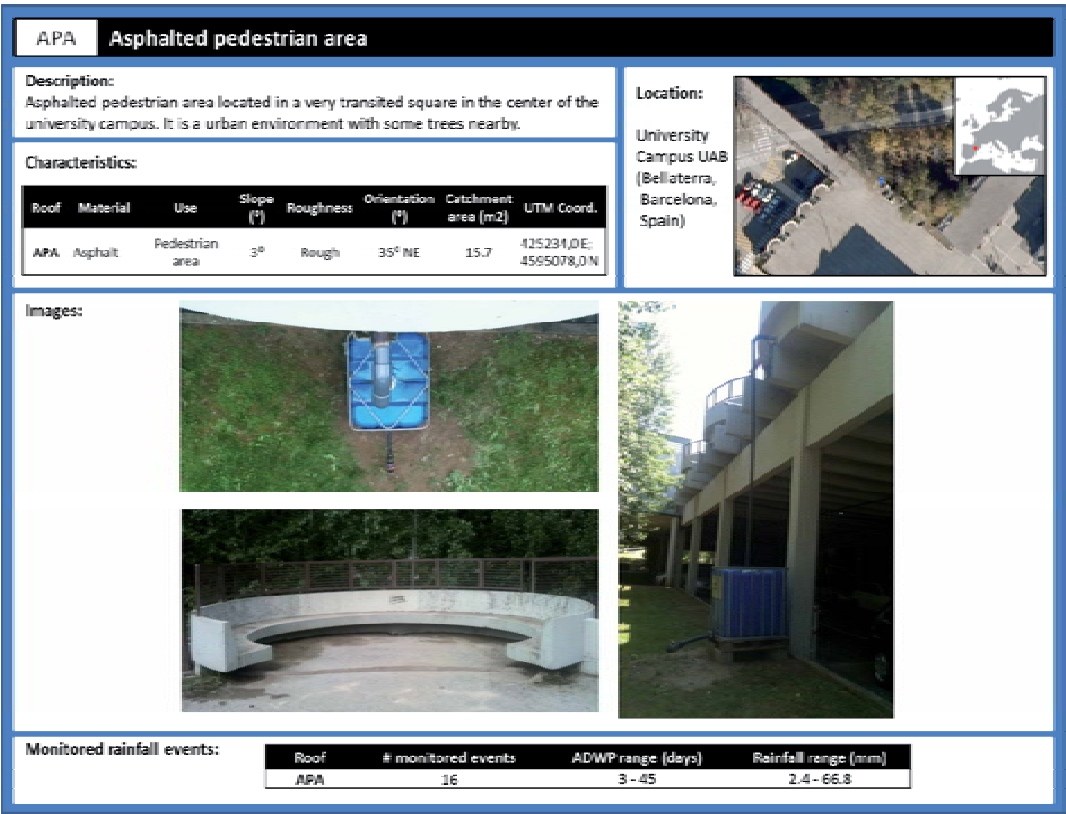 APA Asphalted pedestrian area
Description:
Asphalted pedestrian area located in a very transited square in the center of the
university campus. It is a urban environment with some trees nearby.
Location:
University
Campus UAB
(Bellaterra,
Barcelona,
Spain)
Characteristics:
Roof Material Use Slope (º) Roughness Orientation (º) Catchment area (m2) UTM Coord.
APA Asphalt Pedestrian area 3º Rough 35º NE 15.7 425234,0 E; 4595078,0 N
Images:
Monitored rainfall events:
Roof # monitored events ADWP range (days) Rainfall range (mm)
APA 16 3 - 45 2.4 - 66.8